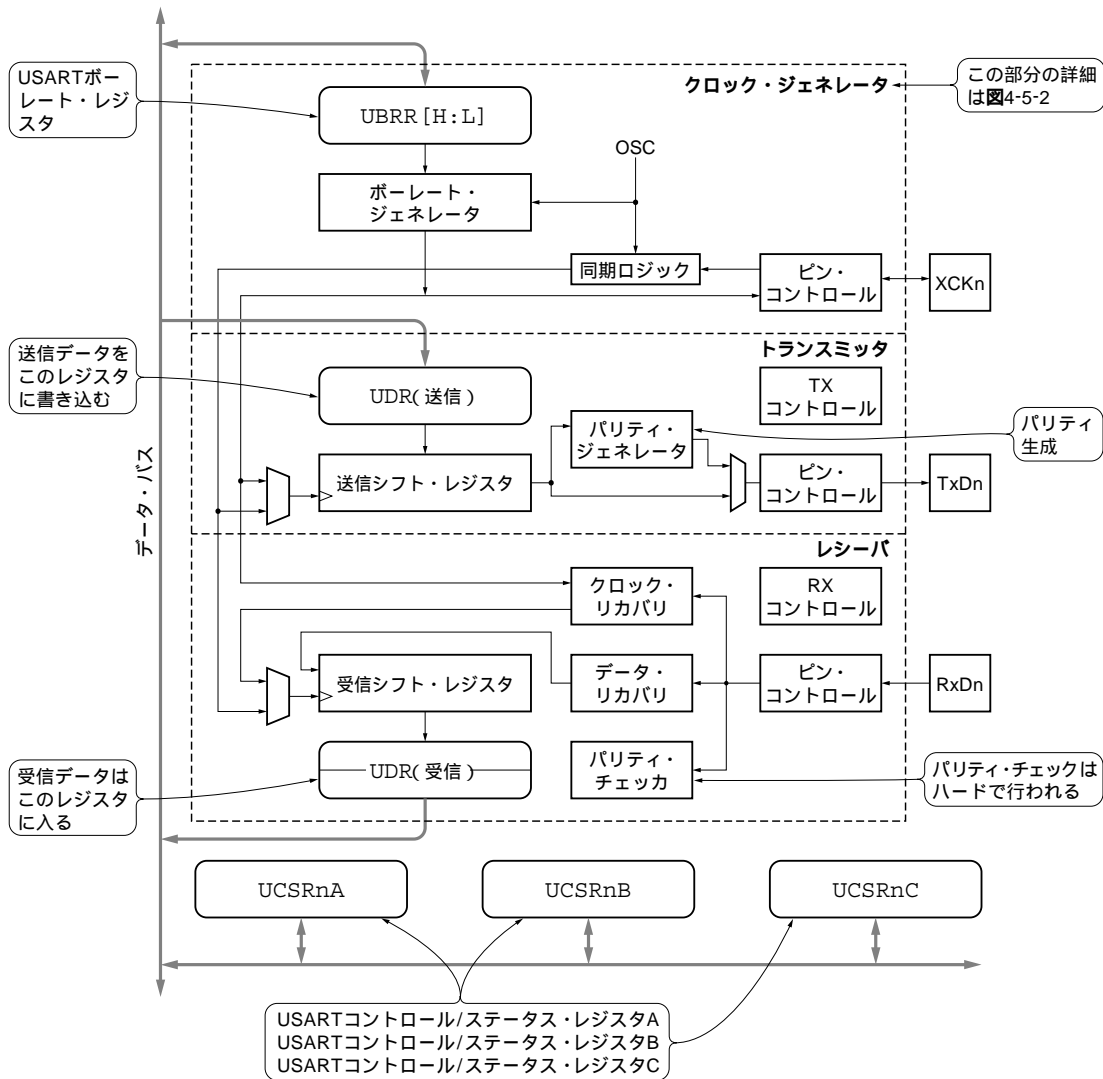 USARTボー
レート・レジ
スタ
UBRR[H:L]
クロック・ジェネレータ
この部分の詳細
は図4-5-2
OSC
ボーレート・
ジェネレータ
同期ロジック
ピン・
コントロール
XCKn
送信データを
このレジスタ
に書き込む
トランスミッタ
UDR(送信)
TX
コントロール
パリティ・
ジェネレータ
パリティ
生成
データ・バス
送信シフト・レジスタ
ピン・
コントロール
TxDn
レシーバ
クロック・
リカバリ
RX
コントロール
受信シフト・レジスタ
データ・
リカバリ
ピン・
コントロール
RxDn
受信データは
このレジスタ
に入る
UDR(受信)
パリティ・
チェッカ
パリティ・チェックは
ハードで行われる
UCSRnA
UCSRnB
UCSRnC
USARTコントロール/ステータス・レジスタA
USARTコントロール/ステータス・レジスタB
USARTコントロール/ステータス・レジスタC